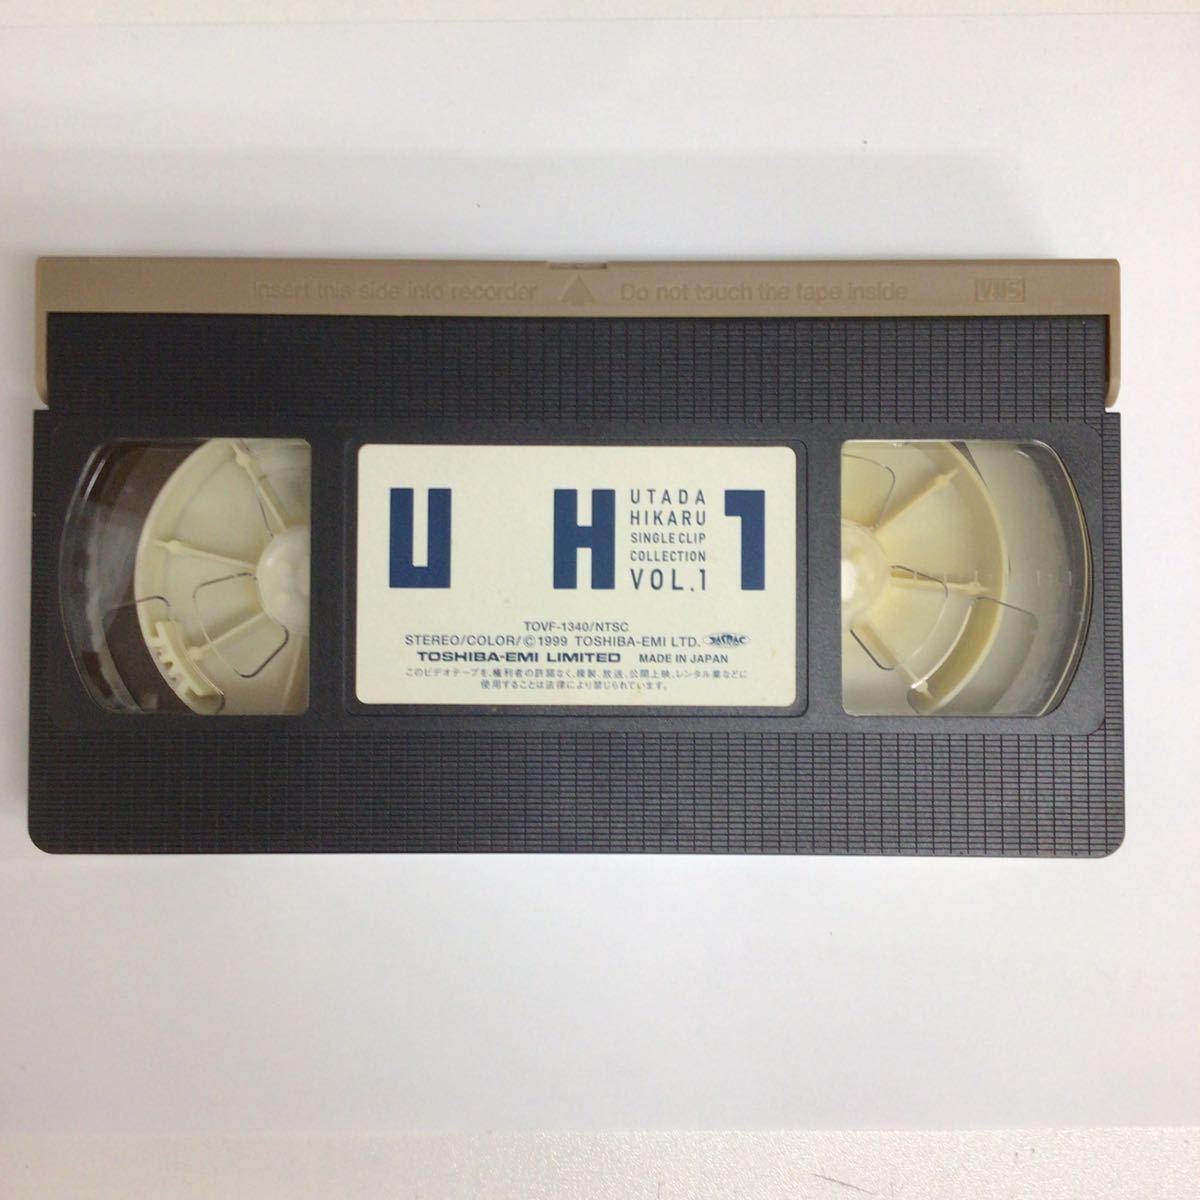 Insert this side into recorder Do not touch the tape inside VHS
U H 1
UTADA
HIKARU
SINGLE CLIP
COLLECTION
VOL.1
TOVF-1340/NTSC
STEREO/COLOR/©1999 TOSHIBA-EMI LTD. JASRAC
TOSHIBA-EMI LIMITED MADE IN JAPAN
このビデオテープを、権利者の許諾なく、複製、放送、公開上映、レンタル業などに
使用することは法律により禁じられています。